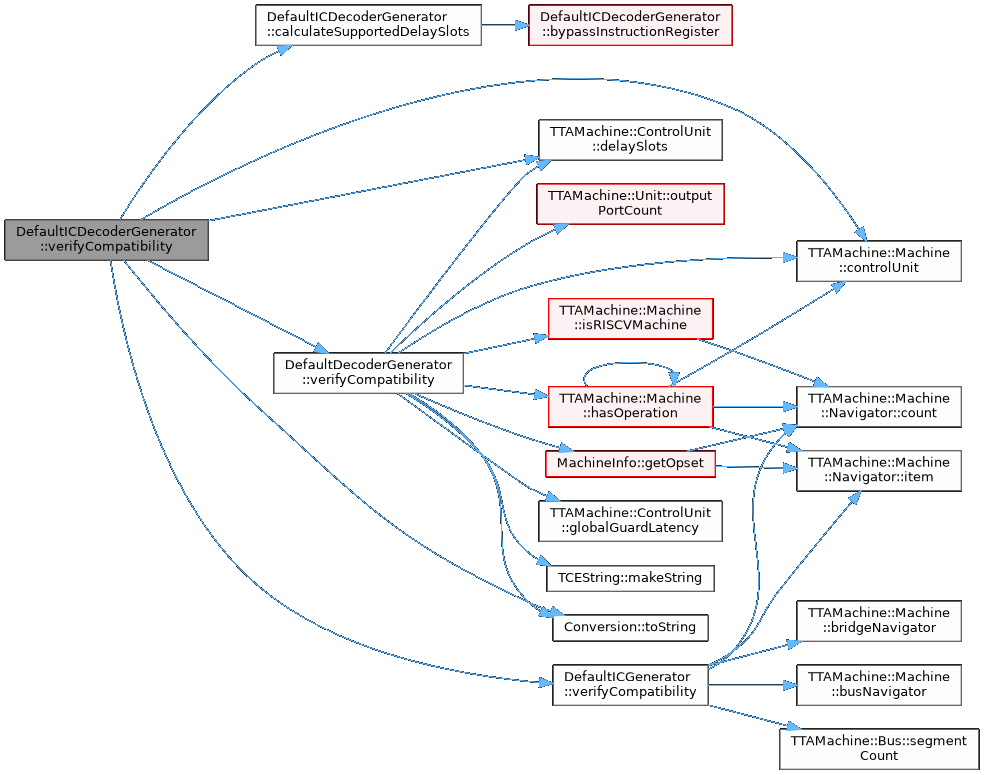 DefaultICDecoderGenerator
::calculateSupportedDelaySlots
DefaultICDecoderGenerator
::bypassInstructionRegister
TTAMachine::ControlUnit
::delaySlots
TTAMachine::Unit::output
PortCount
DefaultICDecoderGenerator
::verifyCompatibility
TTAMachine::Machine
::controlUnit
TTAMachine::Machine
::isRISCVMachine
DefaultDecoderGenerator
::verifyCompatibility
TTAMachine::Machine
::hasOperation
TTAMachine::Machine
::Navigator::count
MachineInfo::getOpset
TTAMachine::Machine
::Navigator::item
TTAMachine::ControlUnit
::globalGuardLatency
TCEString::makeString
Conversion::toString
TTAMachine::Machine
::bridgeNavigator
DefaultICGenerator
::verifyCompatibility
TTAMachine::Machine
::busNavigator
TTAMachine::Bus::segment
Count